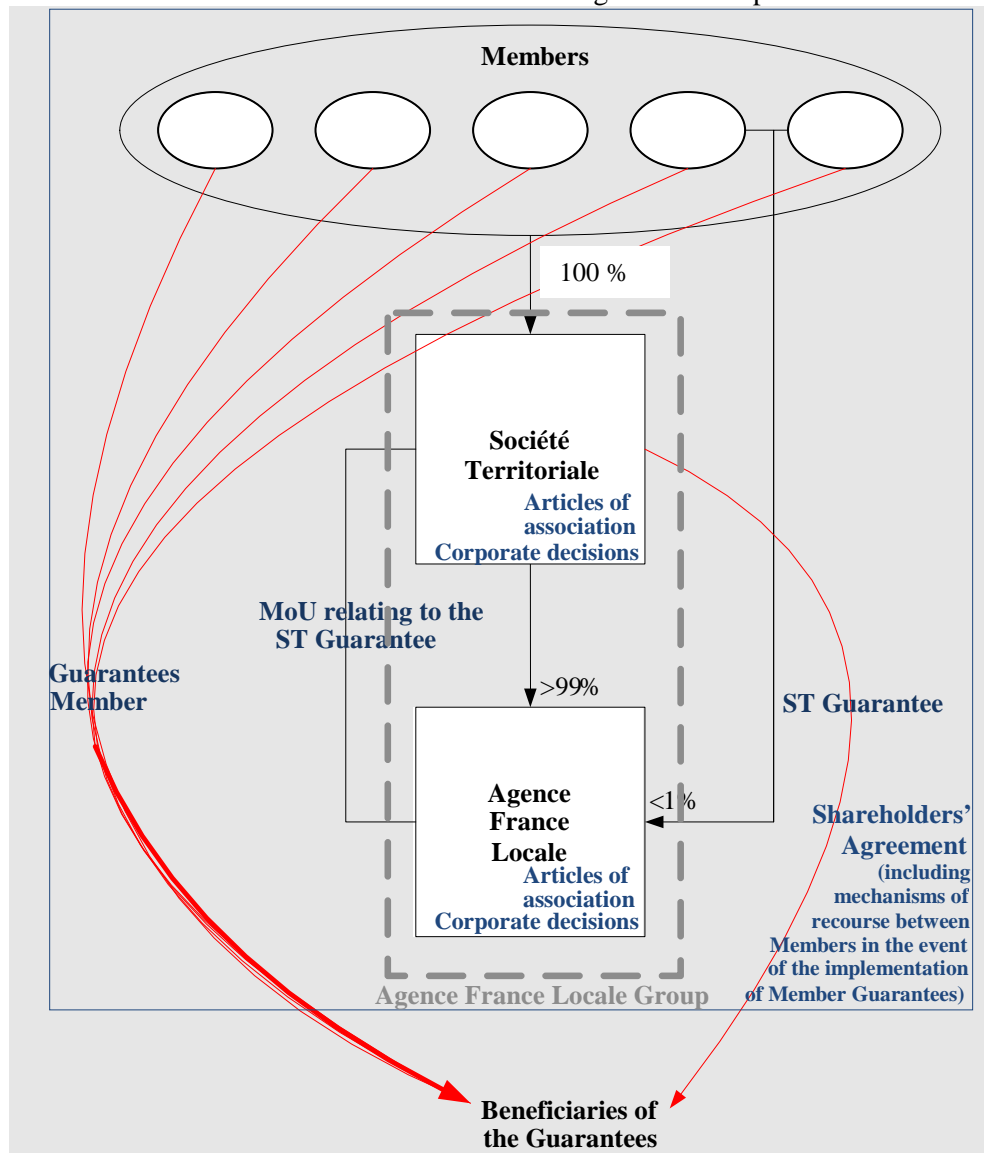 Members
100 %
Société
Territoriale
Articles of
association
Corporate decisions
MoU relating to the
ST Guarantee
>99%
Guarantees
Member
ST Guarantee
Agence
France
Locale
Articles of
association
Corporate decisions
<1%
Shareholders’
Agreement
(including
mechanisms of
recourse between
Members in the event
of the implementation
of Member Guarantees)
Agence France Locale Group
Beneficiaries of
the Guarantees